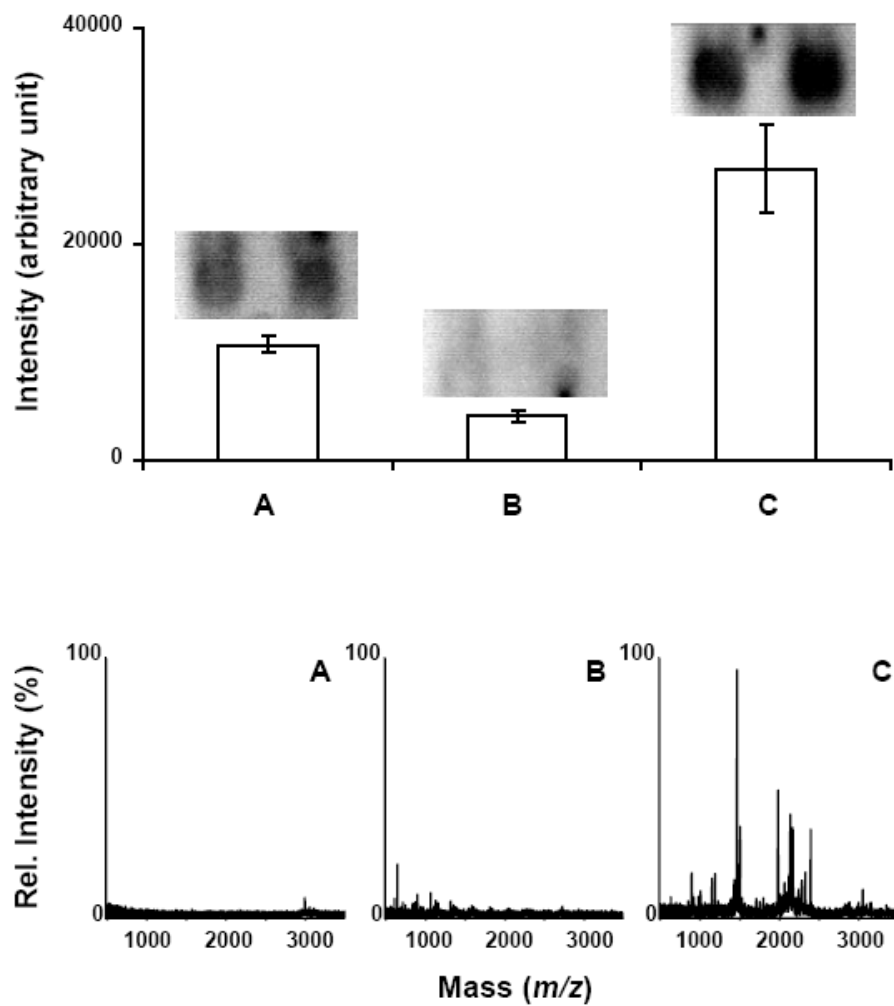 40000
20000
0
Intensity (arbitrary unit)
A B C
100 A 100 B 100 C
Rel. Intensity (%)
0 0 0
1000 2000 3000 1000 2000 3000 1000 2000 3000
Mass (m/z)